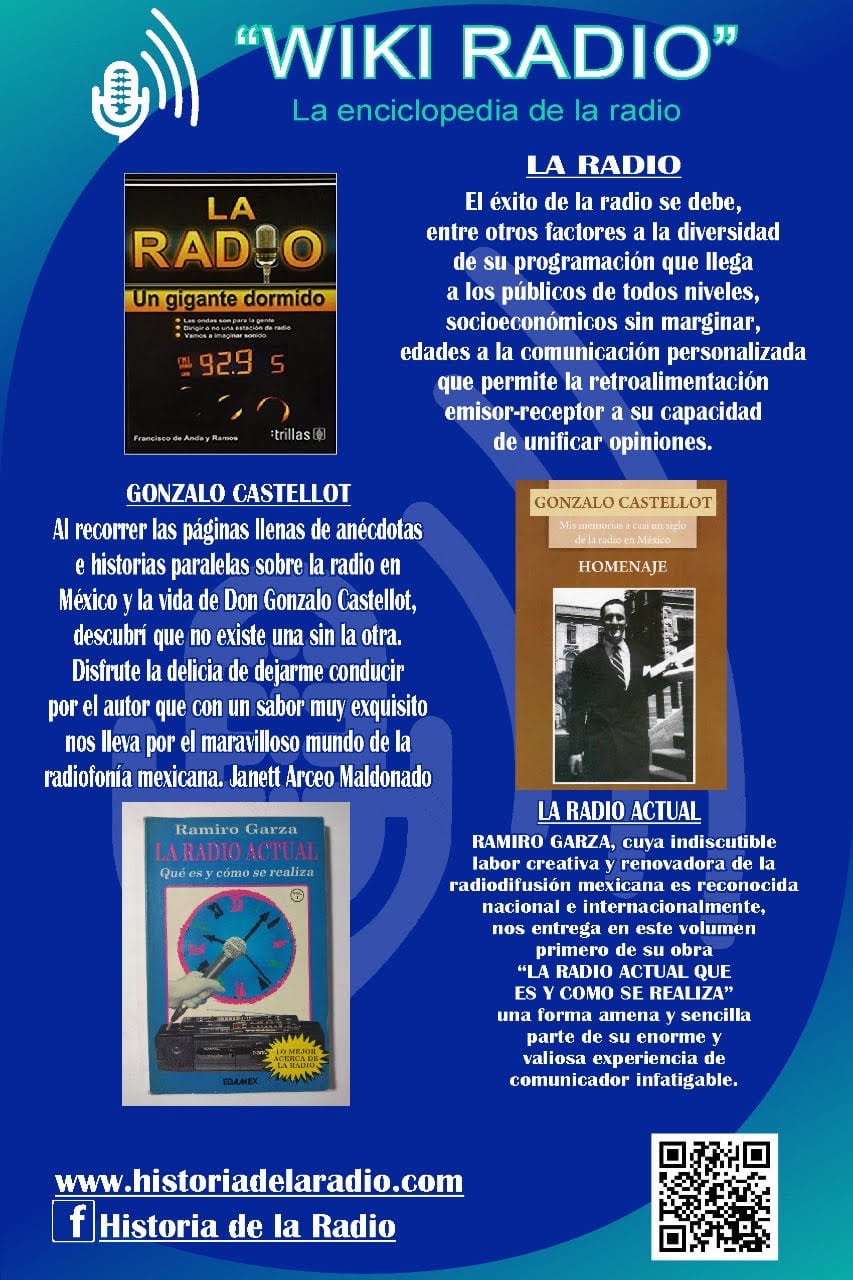 “WIKI RADIO”
La enciclopedia de la radio
LA RADIO
El éxito de la radio se debe,
entre otros factores a la diversidad
de su programación que llega
a los públicos de todos niveles,
socioeconómicos sin marginar,
edades a la comunicación personalizada
que permite la retroalimentación
emisor-receptor a su capacidad
de unificar opiniones.
LA
RADIO
Un gigante dormido
Las ondas son para la gente
Dirigir o no una estación de radio
Vamos a imaginar sonido
92.9 5
Francisco de Anda y Ramos
trillas
GONZALO CASTELLOT
Al recorrer las páginas llenas de anécdotas
e historias paralelas sobre la radio en
México y la vida de Don Gonzalo Castellot,
descubrí que no existe una sin la otra.
Disfrute la delicia de dejarme conducir
por el autor que con un sabor muy exquisito
nos lleva por el maravilloso mundo de la
radiofonía mexicana. Janett Arceo Maldonado
GONZALO CASTELLOT
Mis memorias a casi un siglo
de la radio en México
HOMENAJE
Ramiro Garza
LA RADIO ACTUAL
Qué es y cómo se realiza
LO MEJOR
ACERCA DE
LA RADIO
EDAMEX
LA RADIO ACTUAL
RAMIRO GARZA, cuya indiscutible
labor creativa y renovadora de la
radiodifusión mexicana es reconocida
nacional e internacionalmente,
nos entrega en este volumen
primero de su obra
“LA RADIO ACTUAL QUE
ES Y COMO SE REALIZA”
una forma amena y sencilla
parte de su enorme y
valiosa experiencia de
comunicador infatigable.
www.historiadelaradio.com
f Historia de la Radio